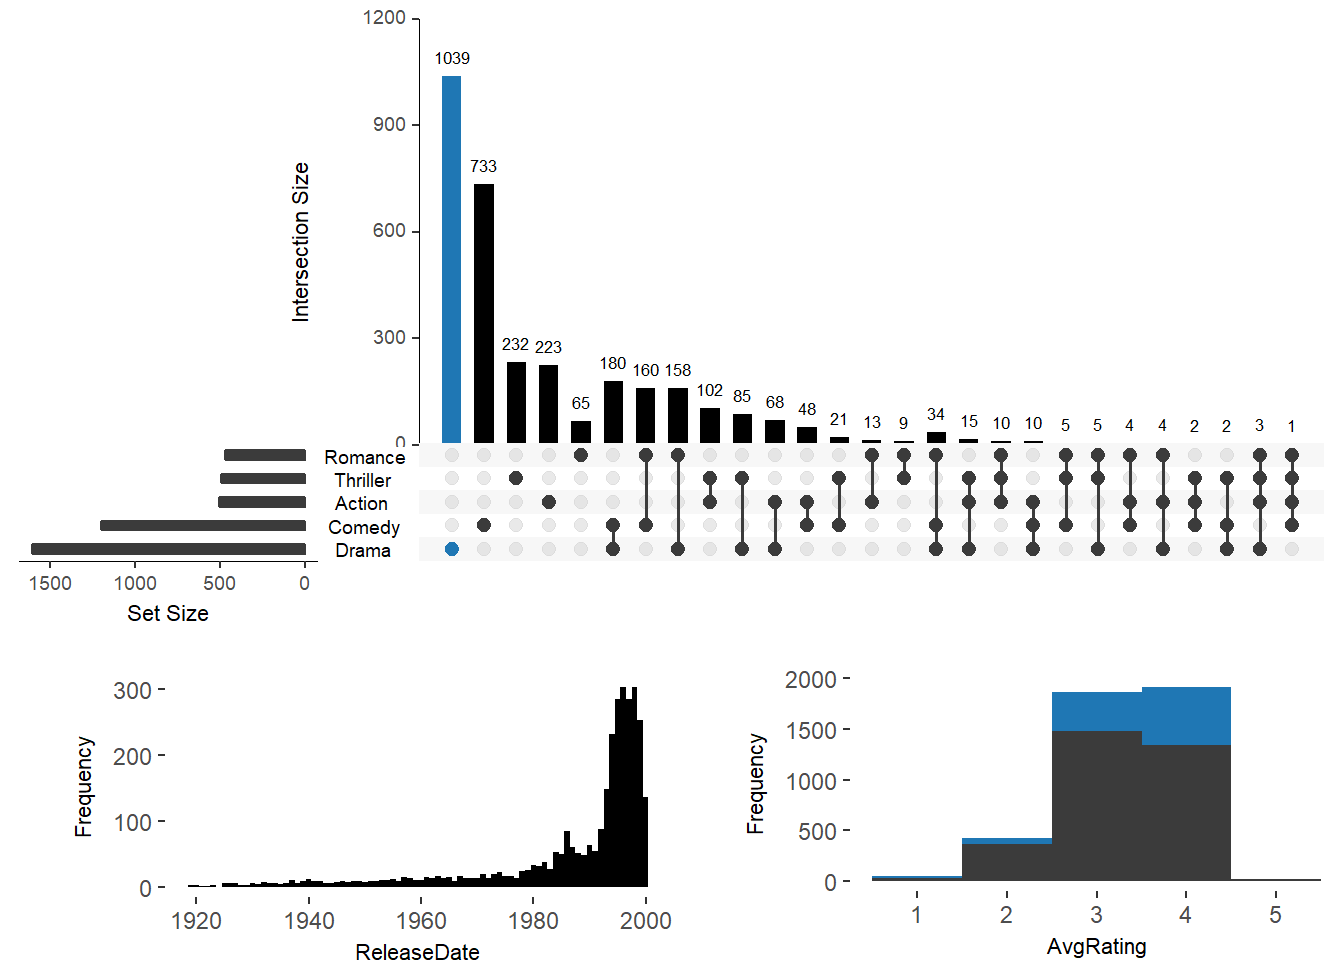 1200
1039
900
733
Intersection Size
600
300
232 223
65
180 160 158
102 85 68 48 21 13 9 34 15 10 10 5 5 4 4 2 2 3 1
0
Romance
Thriller
Action
Comedy
Drama
1500 1000 500 0
Set Size
300
200
100
0
Frequency
1920 1940 1960 1980 2000
ReleaseDate
2000
1500
1000
500
0
Frequency
1 2 3 4 5
AvgRating